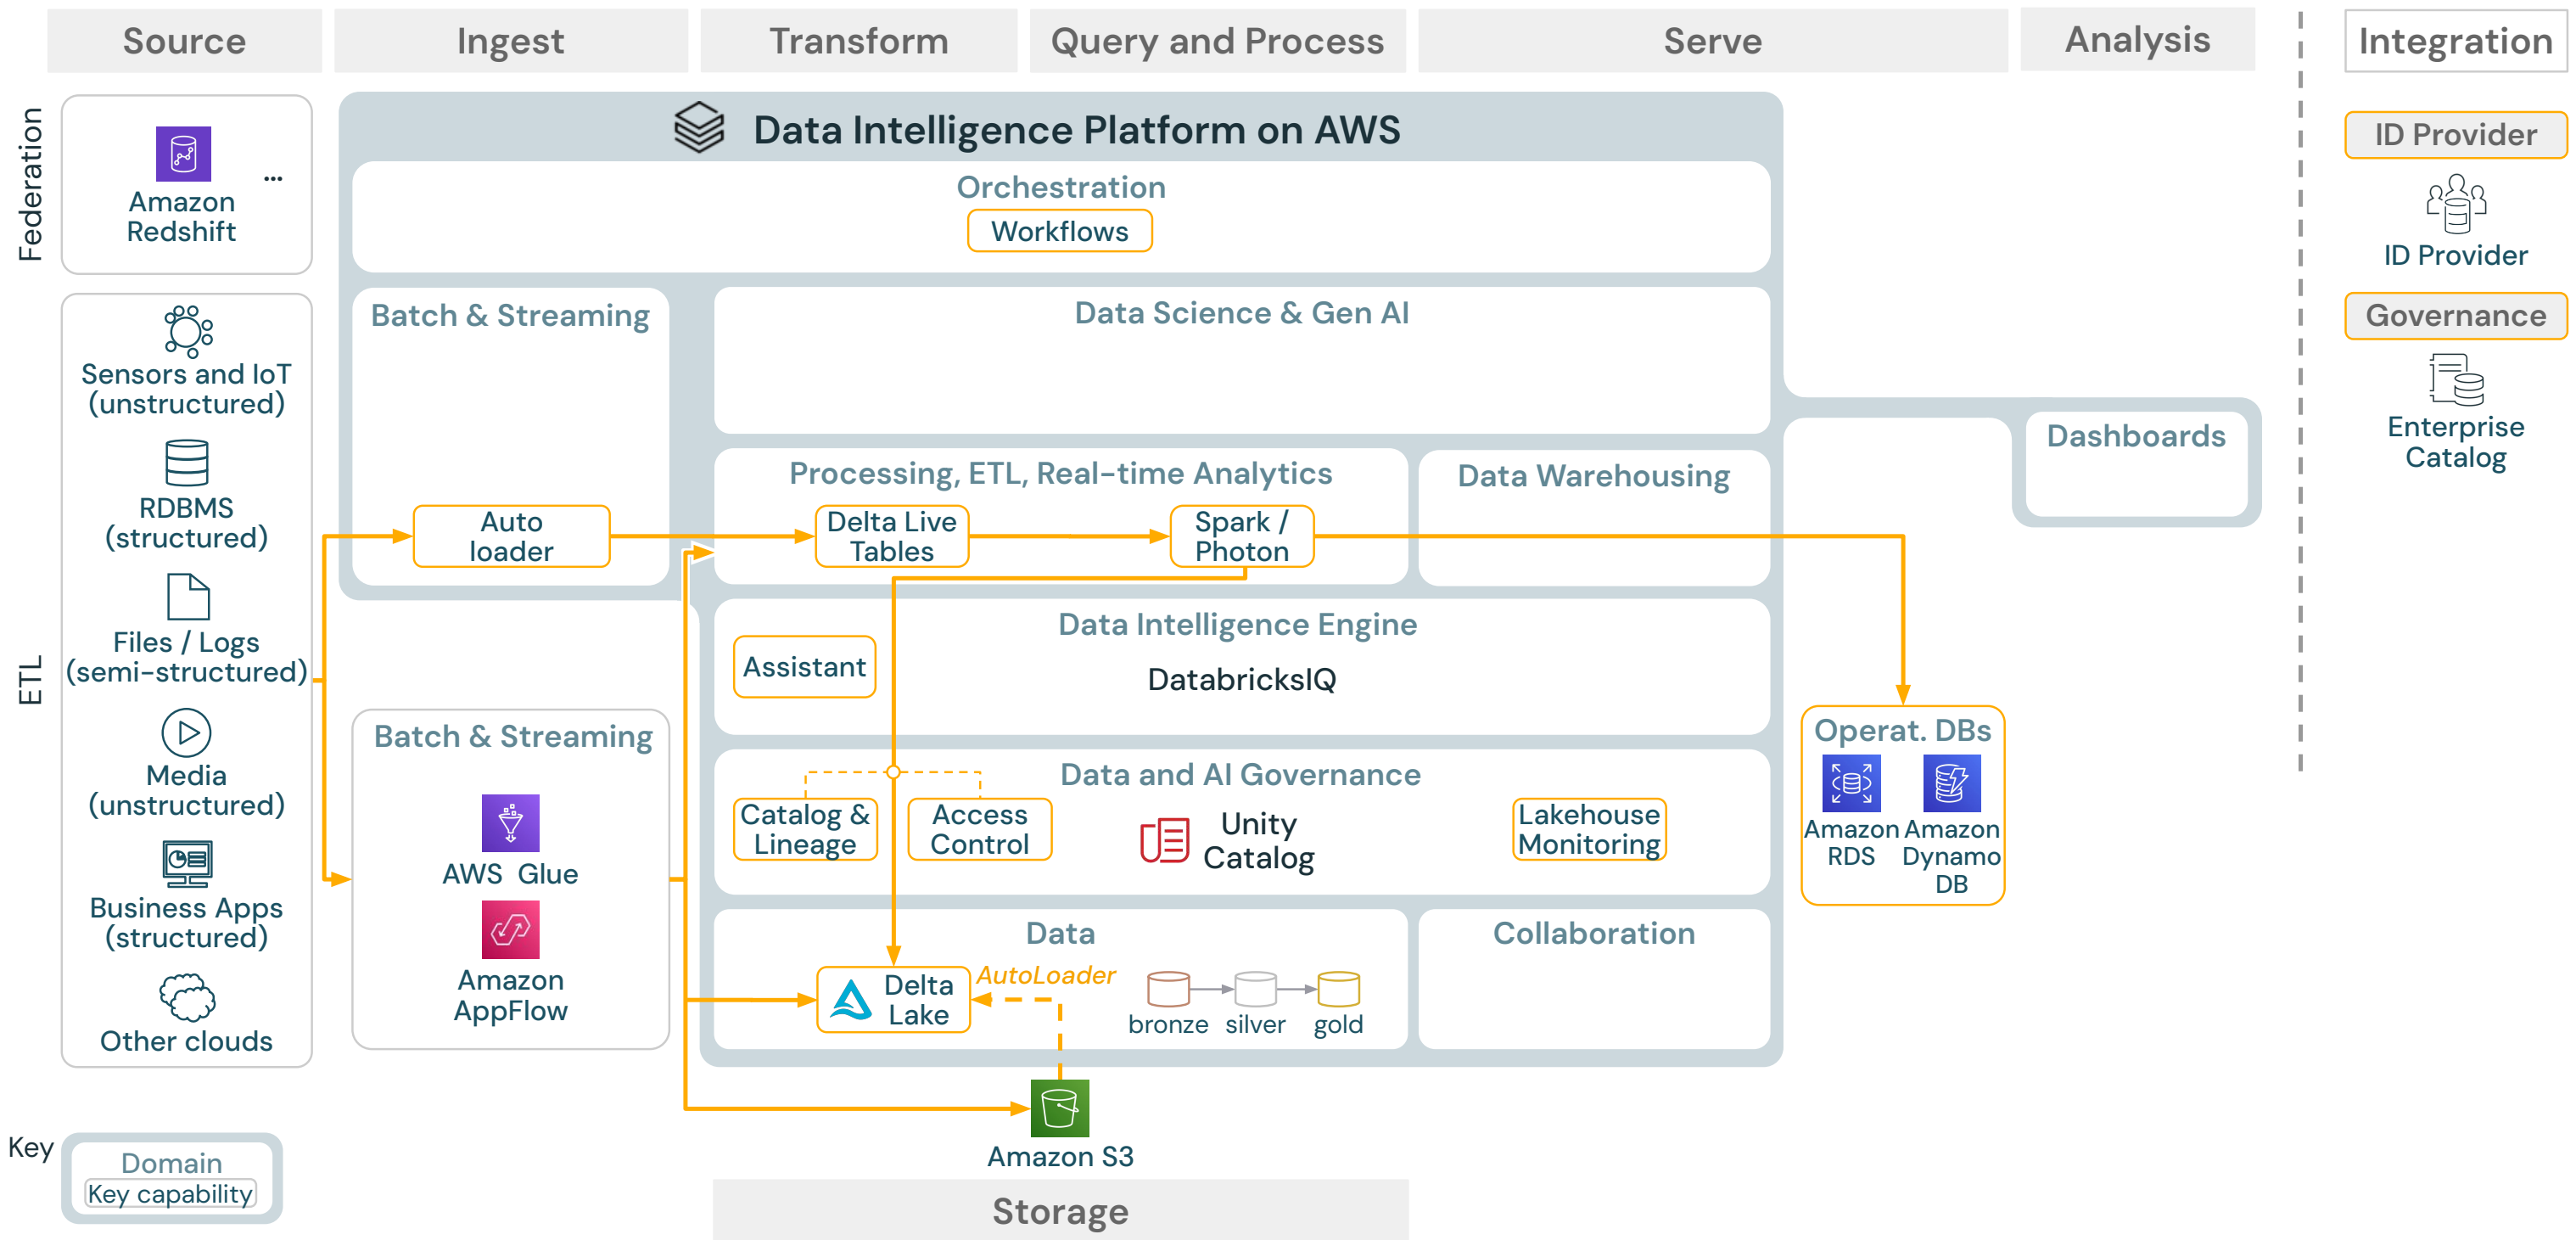 Source
Ingest
Transform
Query and Process
Serve
Analysis
Integration
Federation
Amazon
Redshift
...
Data Intelligence Platform on AWS
Orchestration
Workflows
ID Provider
ID Provider
Governance
Enterprise
Catalog
ETL
Sensors and IoT
(unstructured)
RDBMS
(structured)
Files / Logs
(semi-structured)
Media
(unstructured)
Business Apps
(structured)
Other clouds
Batch & Streaming
Auto
loader
Batch & Streaming
AWS Glue
Amazon
AppFlow
Data Science & Gen AI
Processing, ETL, Real-time Analytics
Delta Live
Tables
Spark /
Photon
Data Warehousing
Dashboards
Data Intelligence Engine
Assistant
DatabricksIQ
Data and AI Governance
Catalog &
Lineage
Access
Control
Unity
Catalog
Lakehouse
Monitoring
Operat. DBs
Amazon
RDS
Amazon
Dynamo
DB
Data
Delta
Lake
AutoLoader
bronze
silver
gold
Collaboration
Amazon S3
Storage
Key
Domain
Key capability